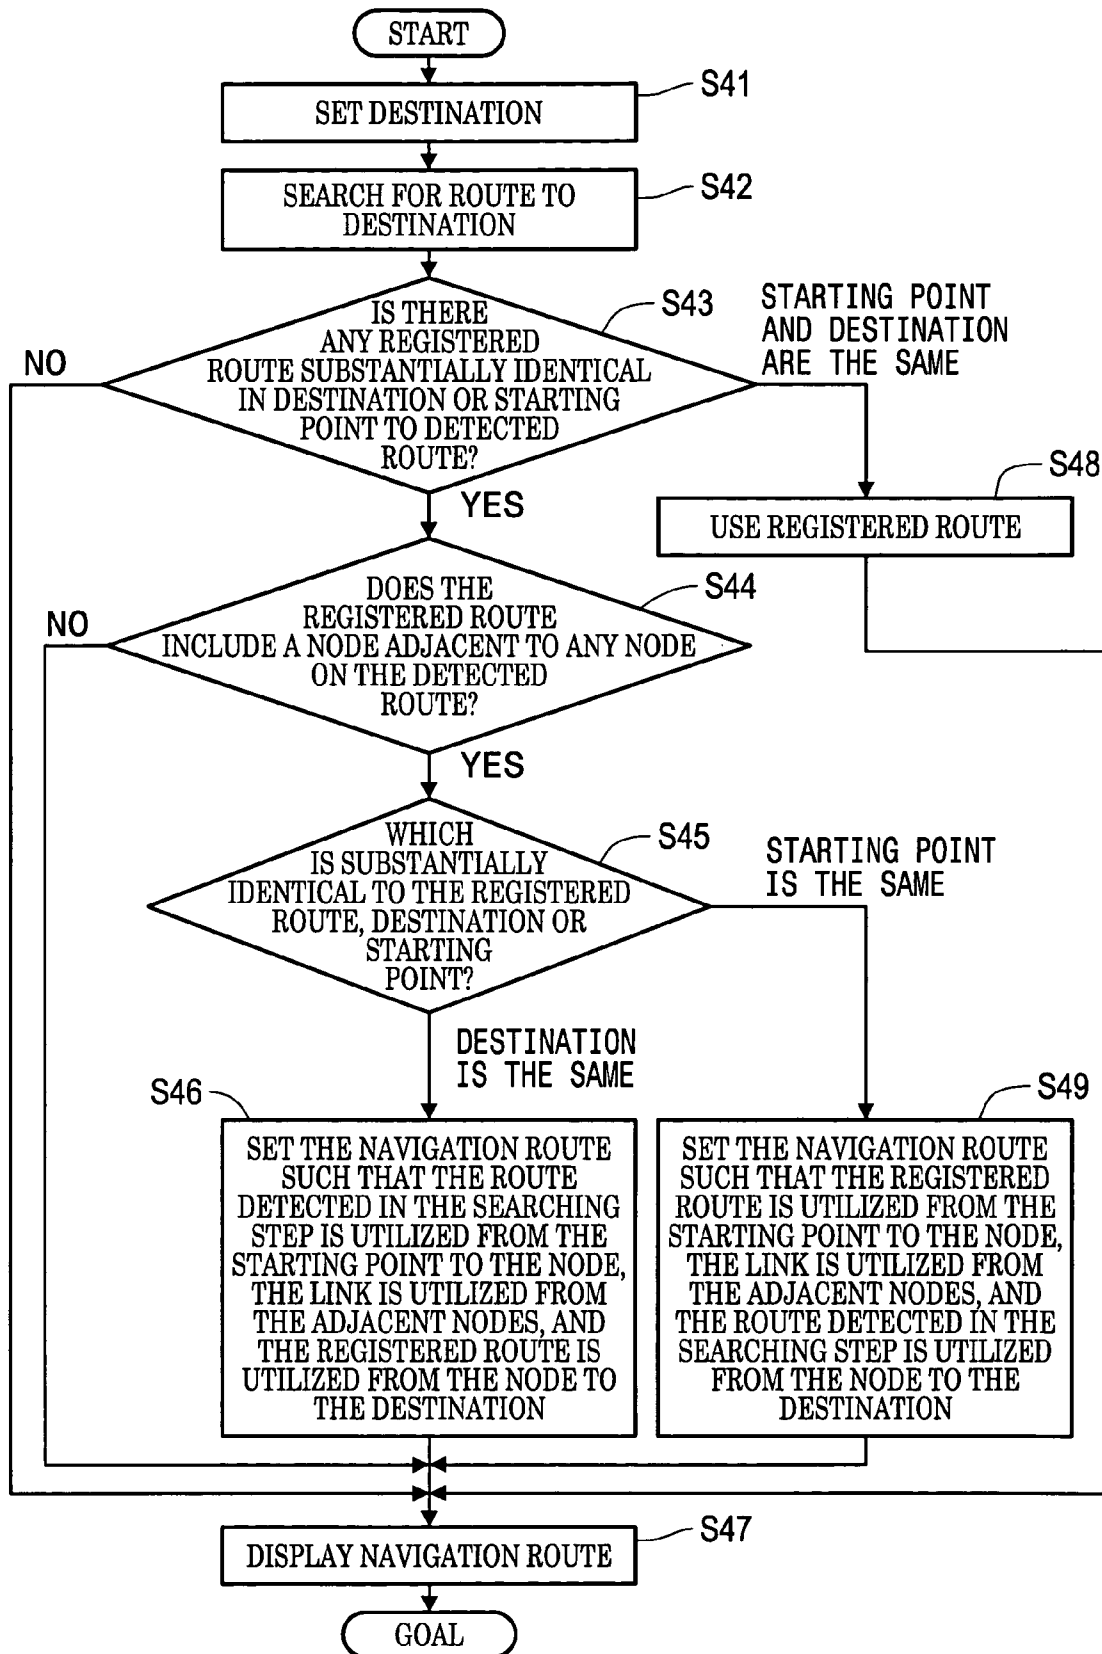 START
S41
SET DESTINATION
S42
SEARCH FOR ROUTE TO
DESTINATION
S43
IS THERE
ANY REGISTERED
ROUTE SUBSTANTIALLY IDENTICAL
IN DESTINATION OR STARTING
POINT TO DETECTED
ROUTE?
NO
STARTING POINT
AND DESTINATION
ARE THE SAME
YES
S48
USE REGISTERED ROUTE
S44
DOES THE
REGISTERED ROUTE
INCLUDE A NODE ADJACENT TO ANY NODE
ON THE DETECTED
ROUTE?
NO
YES
S45
WHICH
IS SUBSTANTIALLY
IDENTICAL TO THE REGISTERED
ROUTE, DESTINATION OR
STARTING
POINT?
STARTING POINT
IS THE SAME
DESTINATION
IS THE SAME
S46
SET THE NAVIGATION ROUTE
SUCH THAT THE ROUTE
DETECTED IN THE SEARCHING
STEP IS UTILIZED FROM THE
STARTING POINT TO THE NODE,
THE LINK IS UTILIZED FROM
THE ADJACENT NODES, AND
THE REGISTERED ROUTE IS
UTILIZED FROM THE NODE TO
THE DESTINATION
S49
SET THE NAVIGATION ROUTE
SUCH THAT THE REGISTERED
ROUTE IS UTILIZED FROM THE
STARTING POINT TO THE NODE,
THE LINK IS UTILIZED FROM
THE ADJACENT NODES, AND
THE ROUTE DETECTED IN THE
SEARCHING STEP IS UTILIZED
FROM THE NODE TO THE
DESTINATION
S47
DISPLAY NAVIGATION ROUTE
GOAL